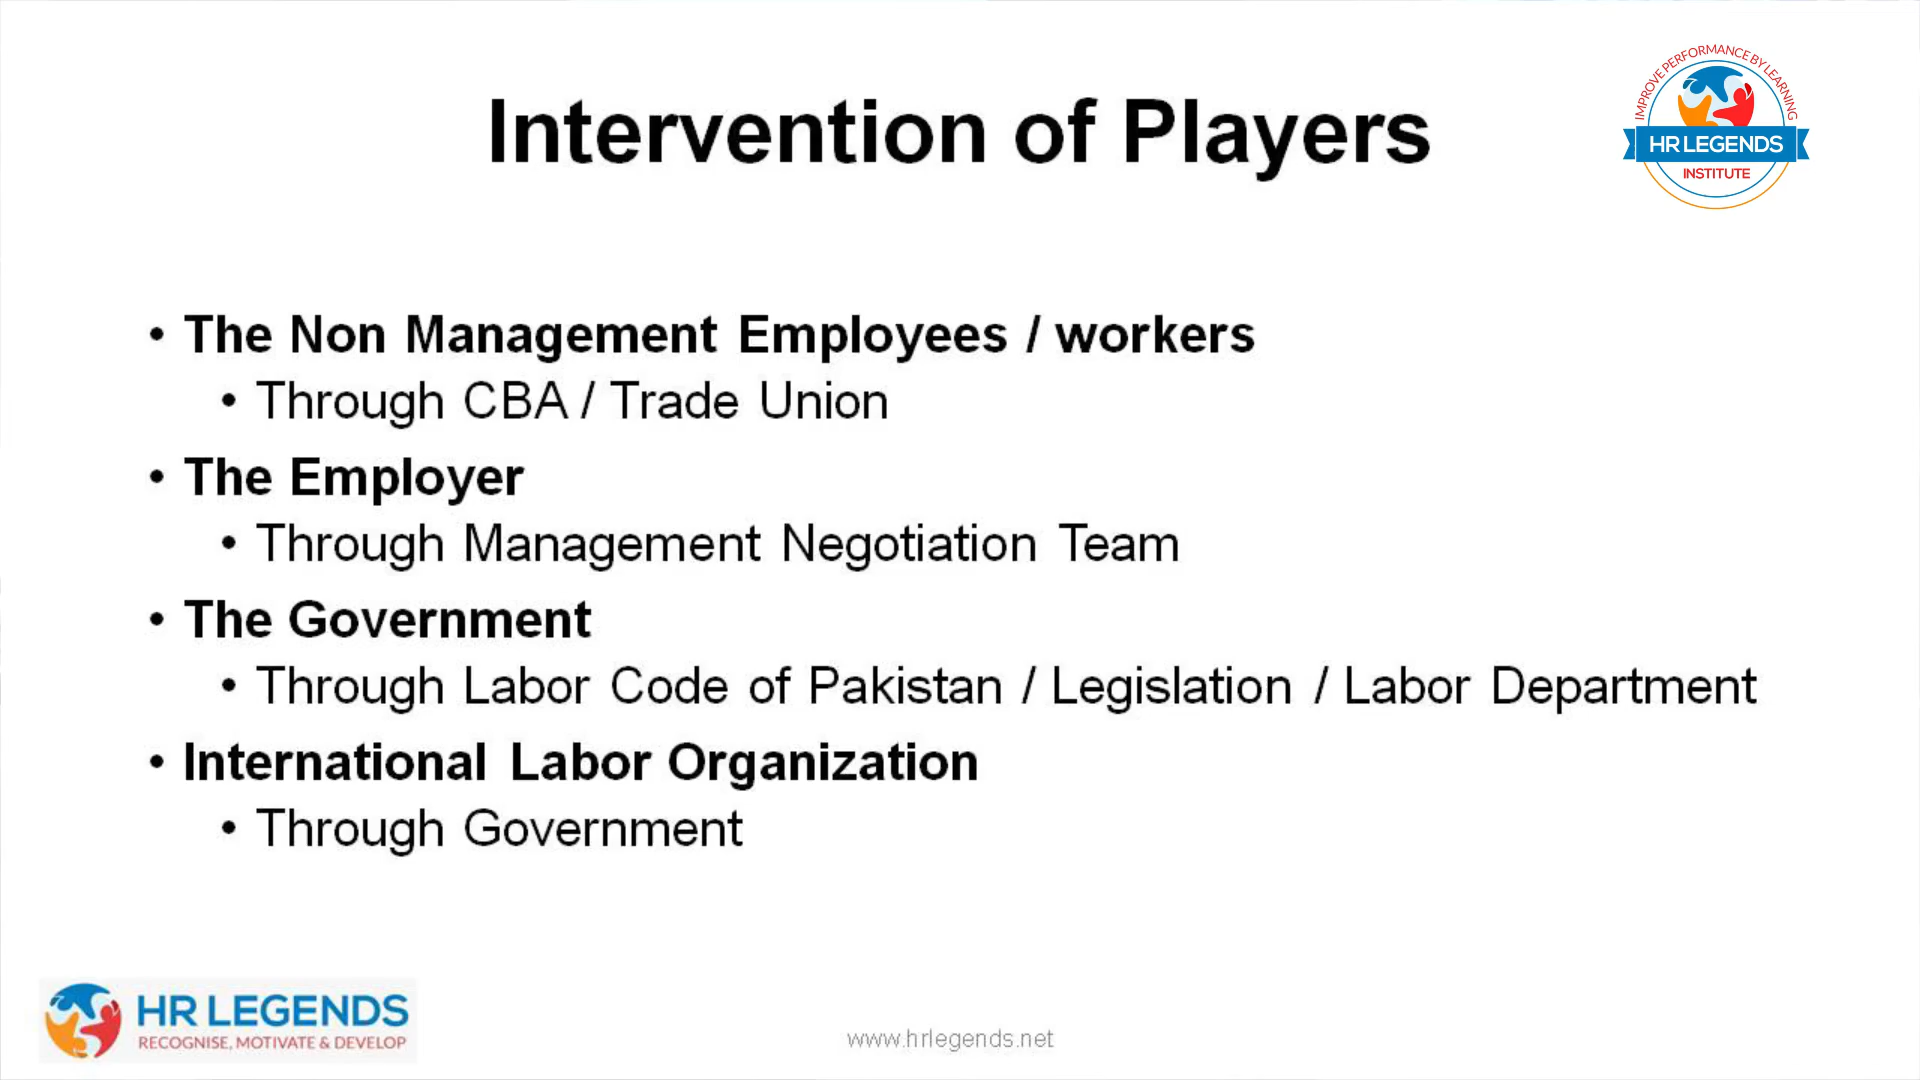 Intervention of Players
IMPROVE PERFORMANCE BY LEARNING
HR LEGENDS
INSTITUTE
• The Non Management Employees / workers
• Through CBA / Trade Union
• The Employer
• Through Management Negotiation Team
• The Government
• Through Labor Code of Pakistan / Legislation / Labor Department
• International Labor Organization
• Through Government
HR LEGENDS
RECOGNISE, MOTIVATE & DEVELOP
www.hrlegends.net